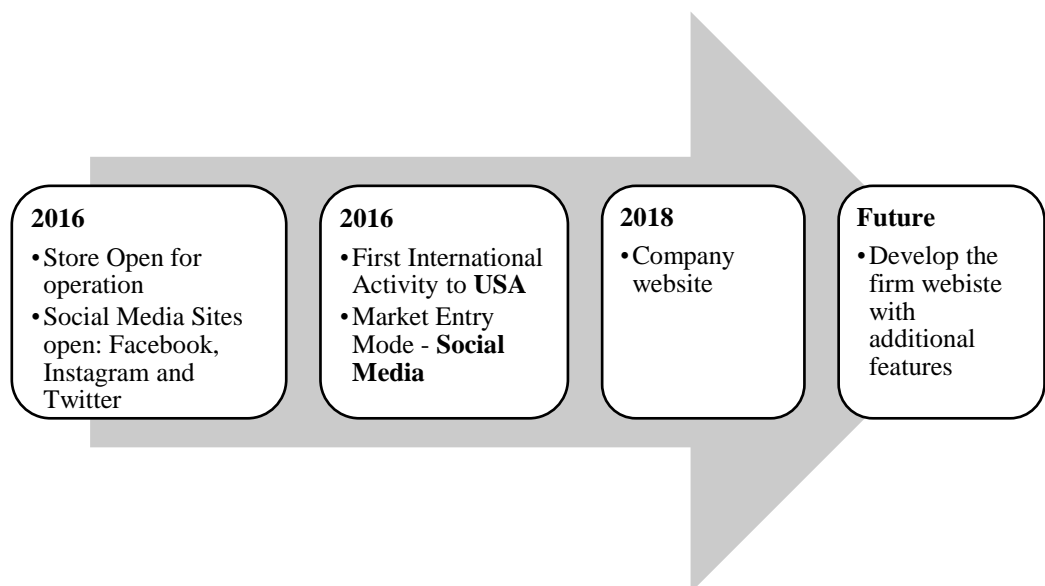 2016
•Store Open for
operation
•Social Media Sites
open: Facebook,
Instagram and
Twitter
2016
•First International
Activity to USA
•Market Entry
Mode - Social
Media
2018
•Company
website
Future
•Develop the
firm webiste
with
additional
features